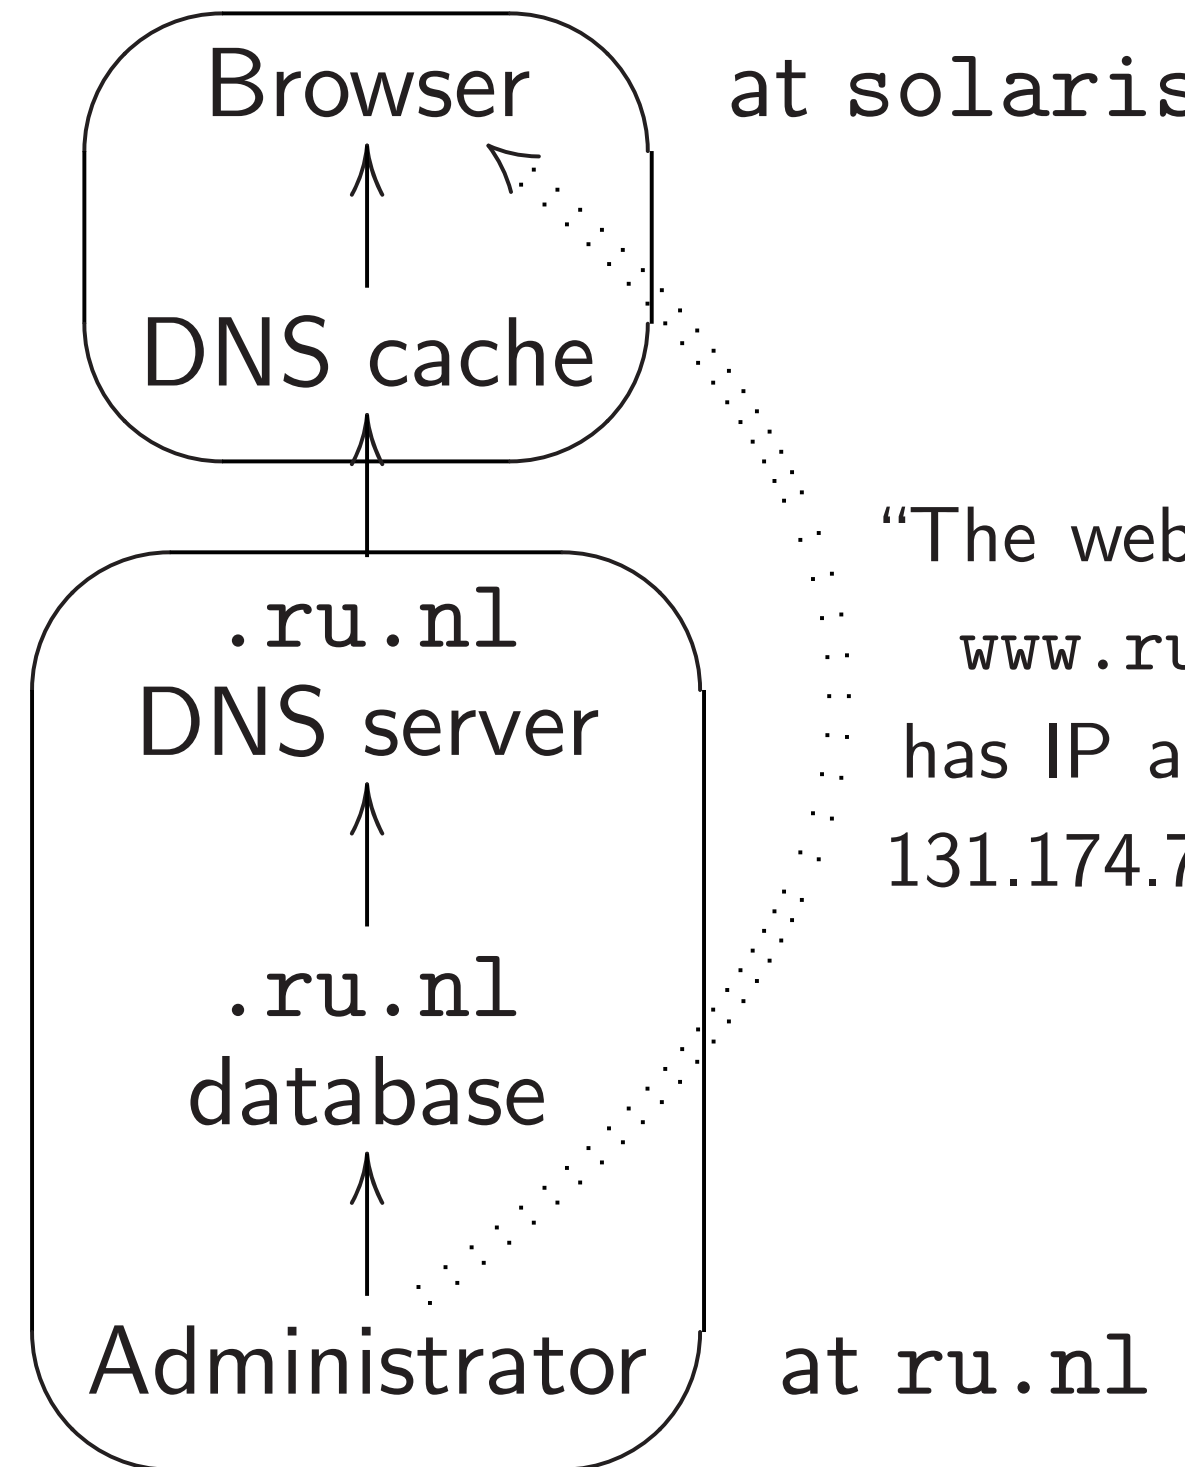 Browser at solaris
DNS cache
“The web
.ru.nl
www.ru
DNS server
has IP a
131.174.7
.ru.nl
database
Administrator at ru.nl